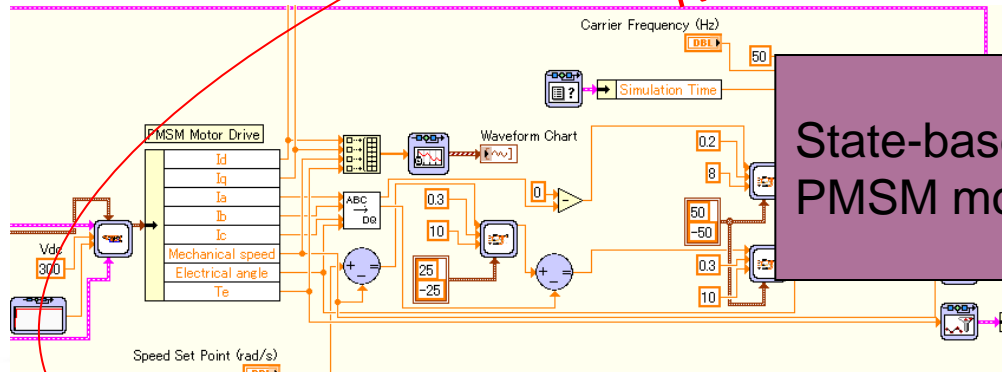 Carrier Frequency (Hz)
DBL
50
Simulation Time
PMSM Motor Drive
Id
Iq
Ia
Ib
Ic
Mechanical speed
Electrical angle
Te
Vdc
300
Waveform Chart
ABC
DQ
0.3
10
25
-25
0
0.2
8
50
-50
0.3
10
State-bas
PMSM mo
Speed Set Point (rad/s)